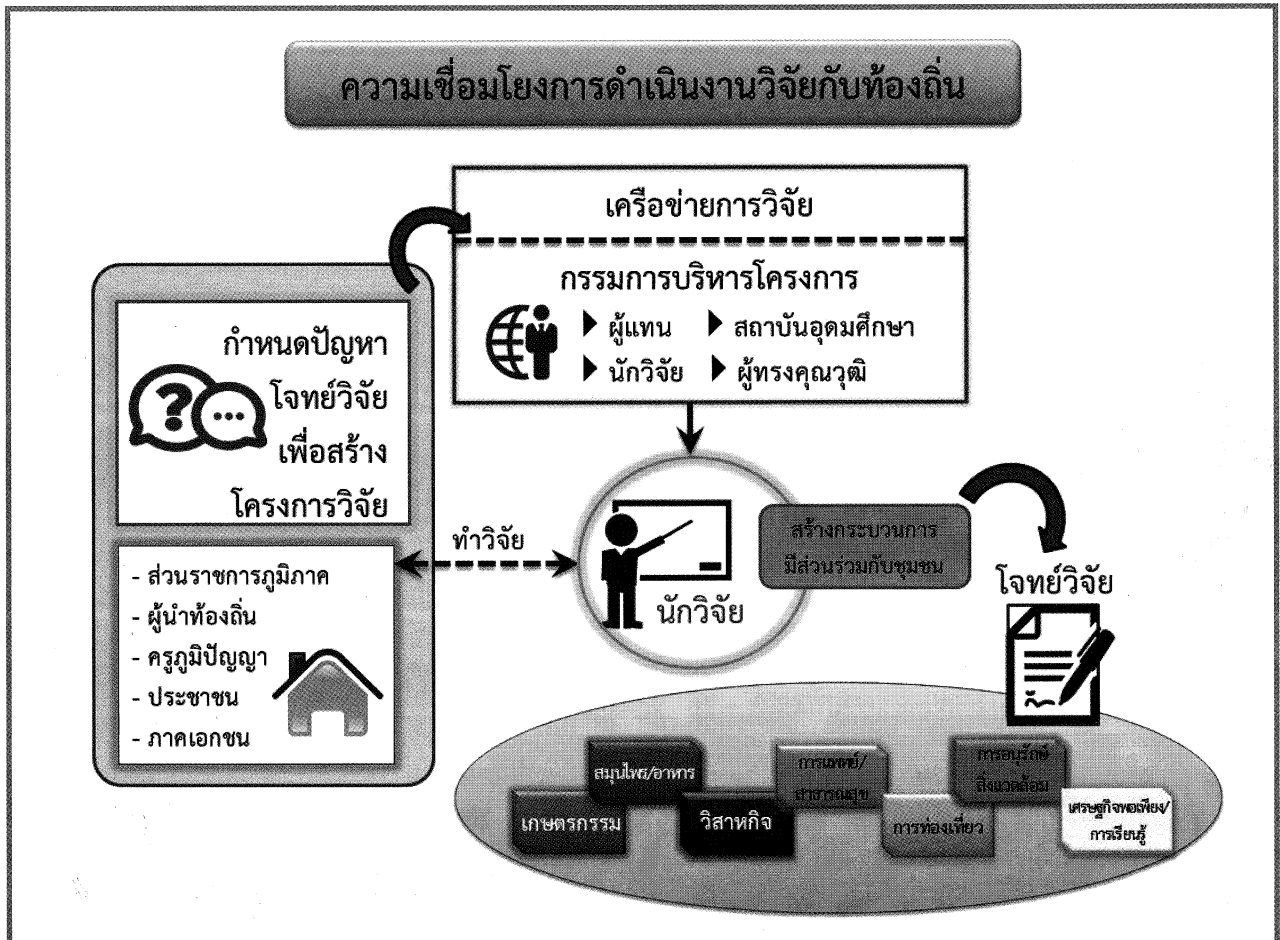 ความเชื่อมโยงการดำเนินงานวิจัยกับท้องถิ่น
เครือข่ายการวิจัย
กรรมการบริหารโครงการ
ผู้แทน
สถาบันอุดมศึกษา
นักวิจัย
ผู้ทรงคุณวุฒิ
กำหนดปัญหา
โจทย์วิจัย
เพื่อสร้าง
โครงการวิจัย
- ส่วนราชการภูมิภาค
- ผู้นำท้องถิ่น
- ครูภูมิปัญญา
- ประชาชน
- ภาคเอกชน
ทำวิจัย
นักวิจัย
สร้างกระบวนการ
มีส่วนร่วมกับชุมชน
โจทย์วิจัย
เกษตรกรรม
สมุนไพร/อาหาร
วิสาหกิจ
การแพทย์/
สาธารณสุข
การท่องเที่ยว
การอนุรักษ์
สิ่งแวดล้อม
เศรษฐกิจพอเพียง/
การเรียนรู้